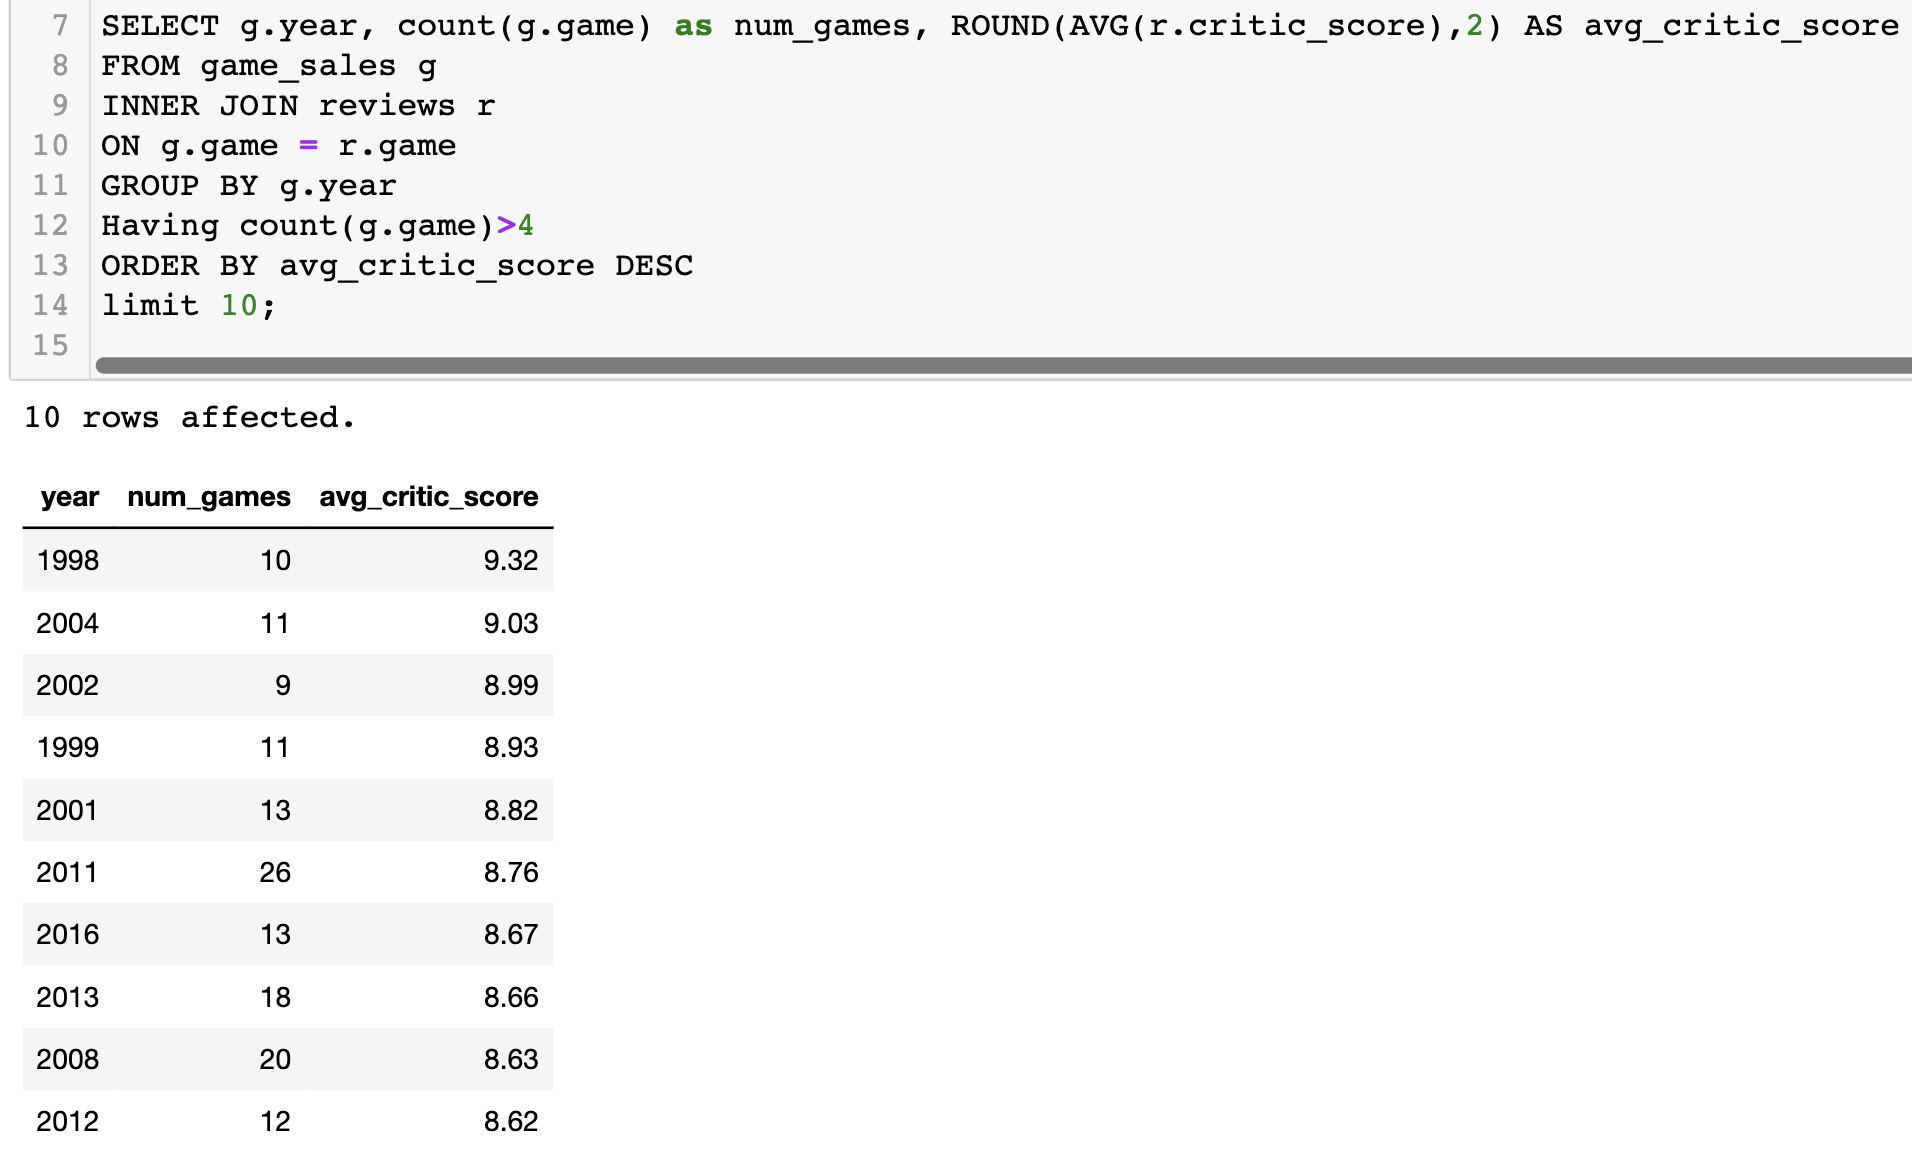 7 SELECT g.year, count(g.game) as num_games, ROUND(AVG(r.critic_score),2) AS avg_critic_score
8 FROM game_sales g
9 INNER JOIN reviews r
10 ON g.game = r.game
11 GROUP BY g.year
12 Having count(g.game)>4
13 ORDER BY avg_critic_score DESC
14 limit 10;
15
10 rows affected.
year num_games avg_critic_score
1998 10 9.32
2004 11 9.03
2002 9 8.99
1999 11 8.93
2001 13 8.82
2011 26 8.76
2016 13 8.67
2013 18 8.66
2008 20 8.63
2012 12 8.62